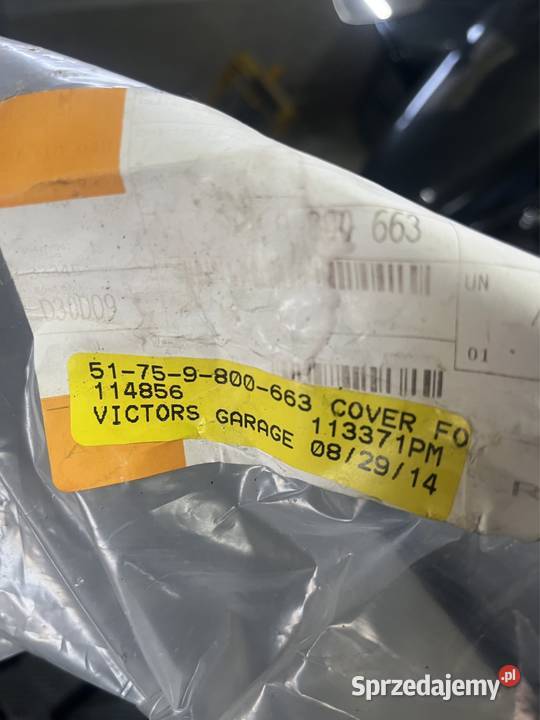 663
UN
D30D09
01
51-75-9-800-663 COVER FO
114856 113371PM
VICTORS GARAGE 08/29/14
R
Sprzedajemy.pl